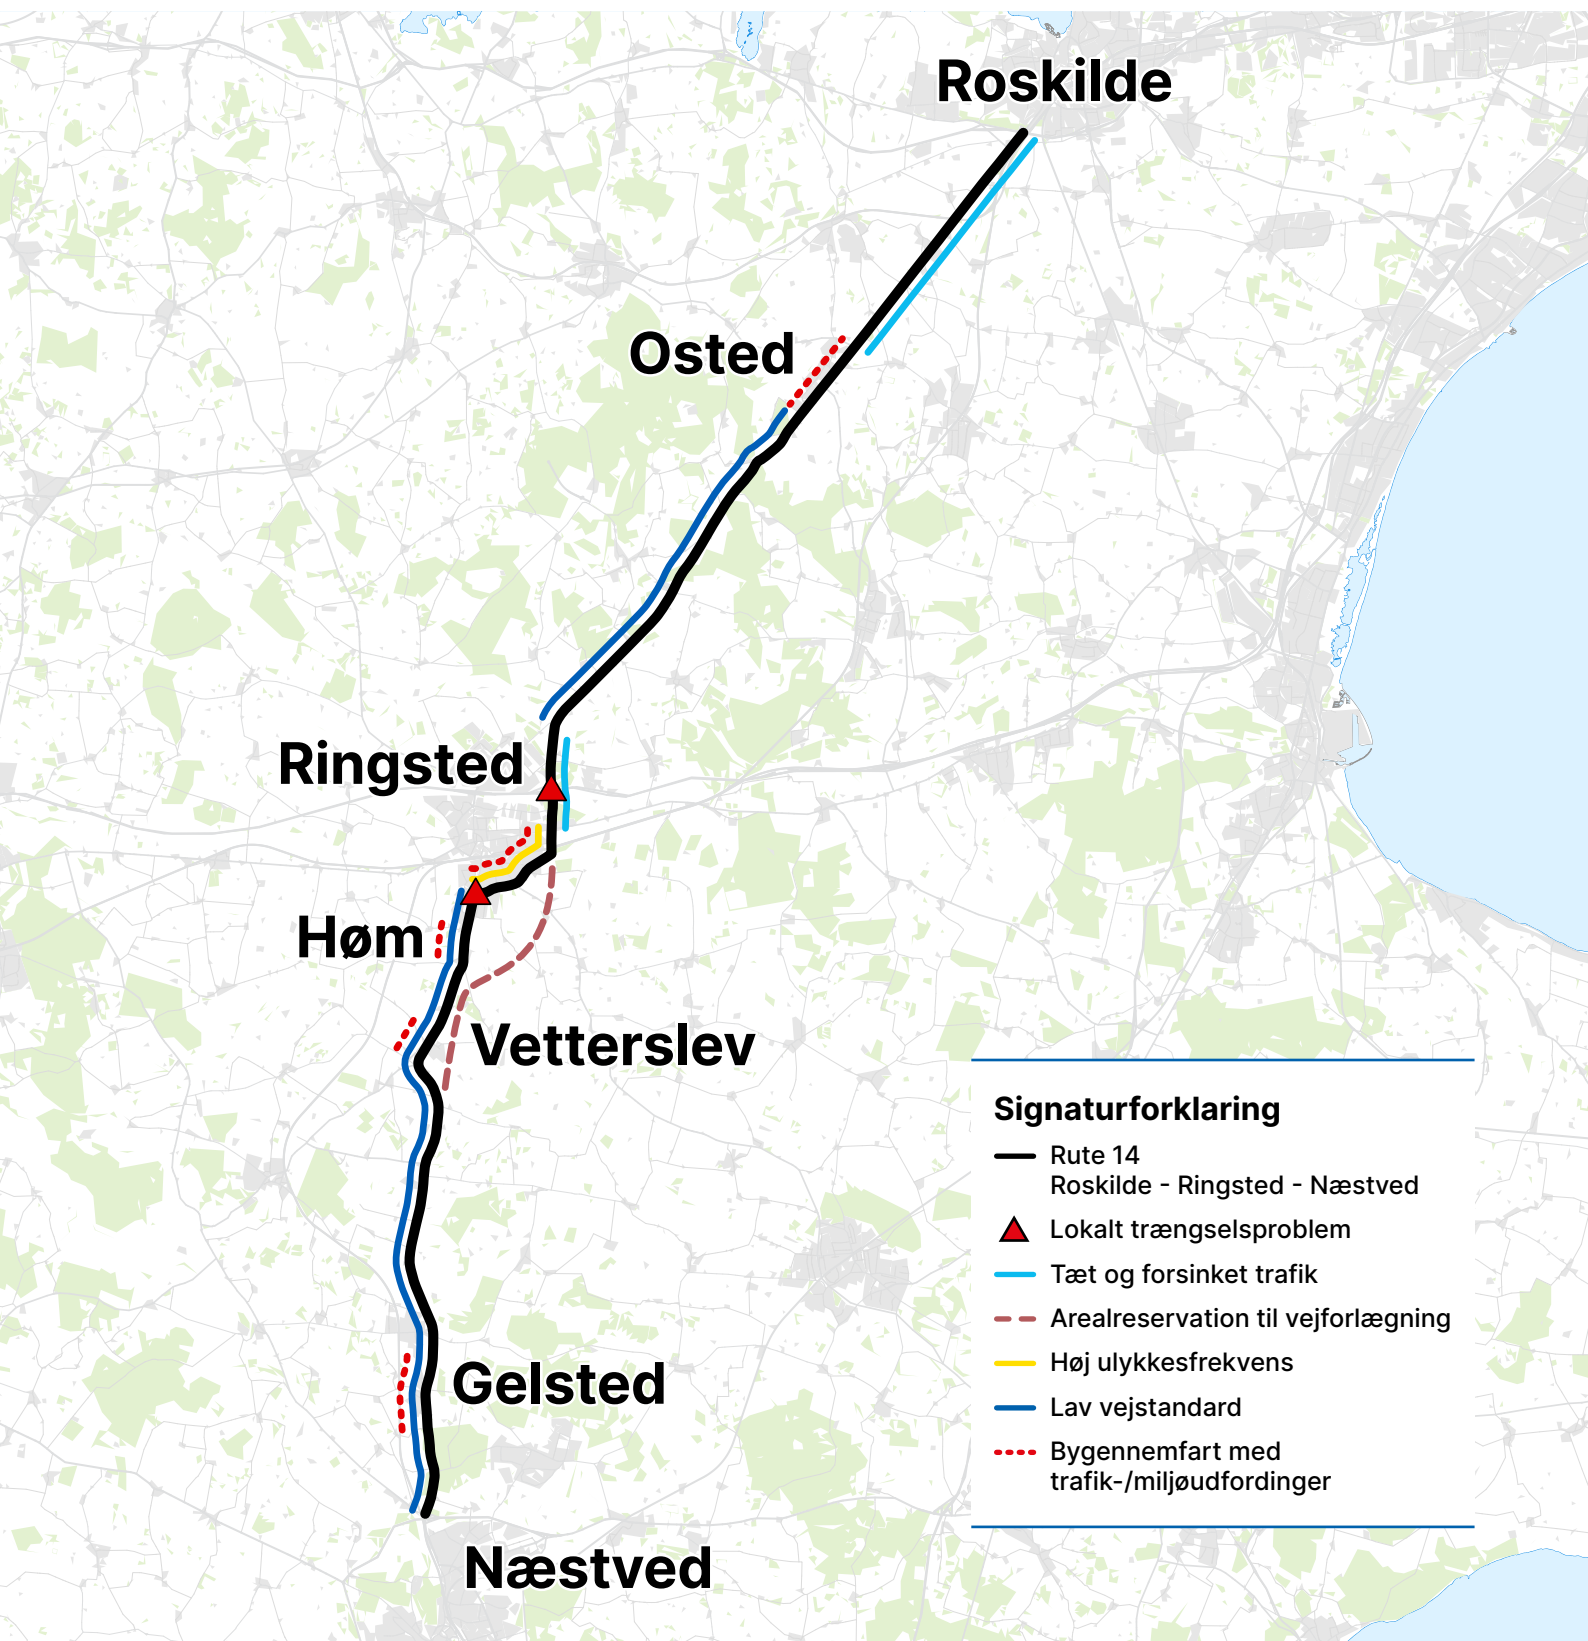 Roskilde
Osted
Ringsted
Høm
Vetterslev
Gelsted
Næstved
Signaturforklaring
Rute 14
Roskilde - Ringsted - Næstved
Lokalt trængselsproblem
Tæt og forsinket trafik
Arealreservation til vejforlægning
Høj ulykkesfrekvens
Lav vejstandard
Bygennemfart med
trafik-/miljøudfordinger